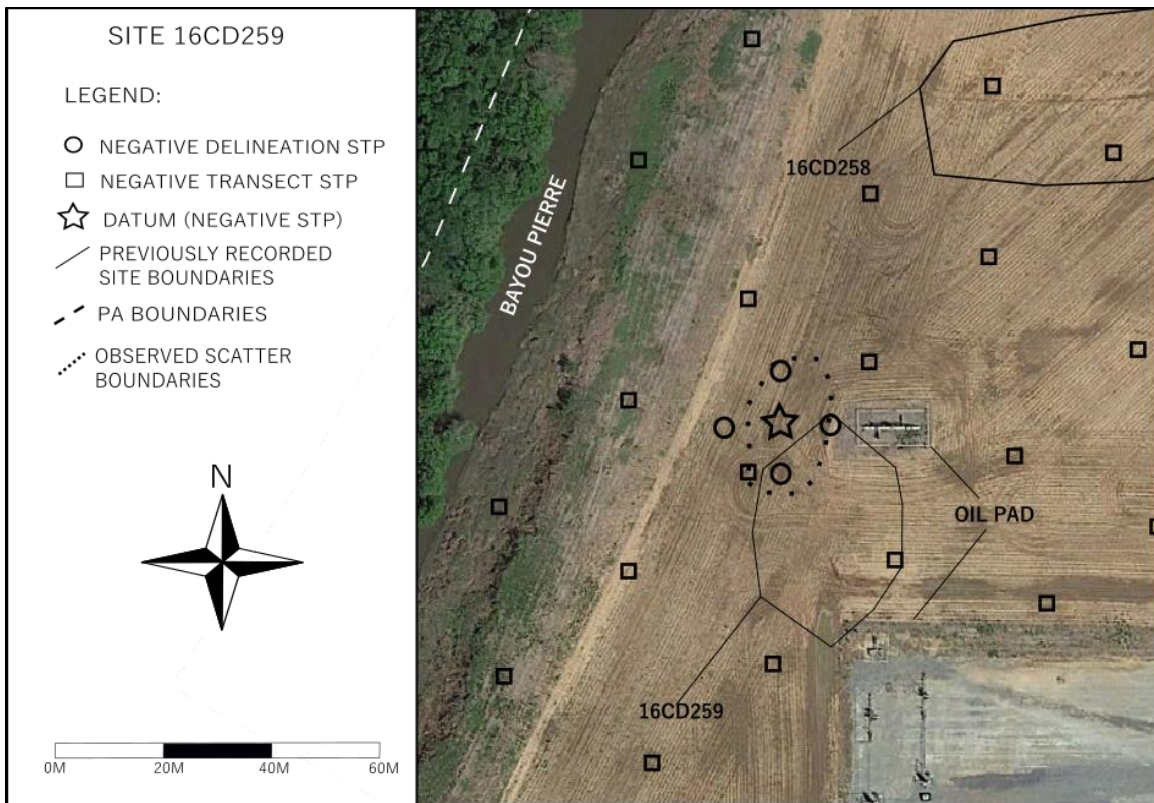 SITE 16CD259
LEGEND:
NEGATIVE DELINEATION STP
NEGATIVE TRANSECT STP
DATUM (NEGATIVE STP)
PREVIOUSLY RECORDED
SITE BOUNDARIES
PA BOUNDARIES
OBSERVED SCATTER
BOUNDARIES
N
0M 20M 40M 60M
BAYOU PIERRE
16CD258
OIL PAD
16CD259